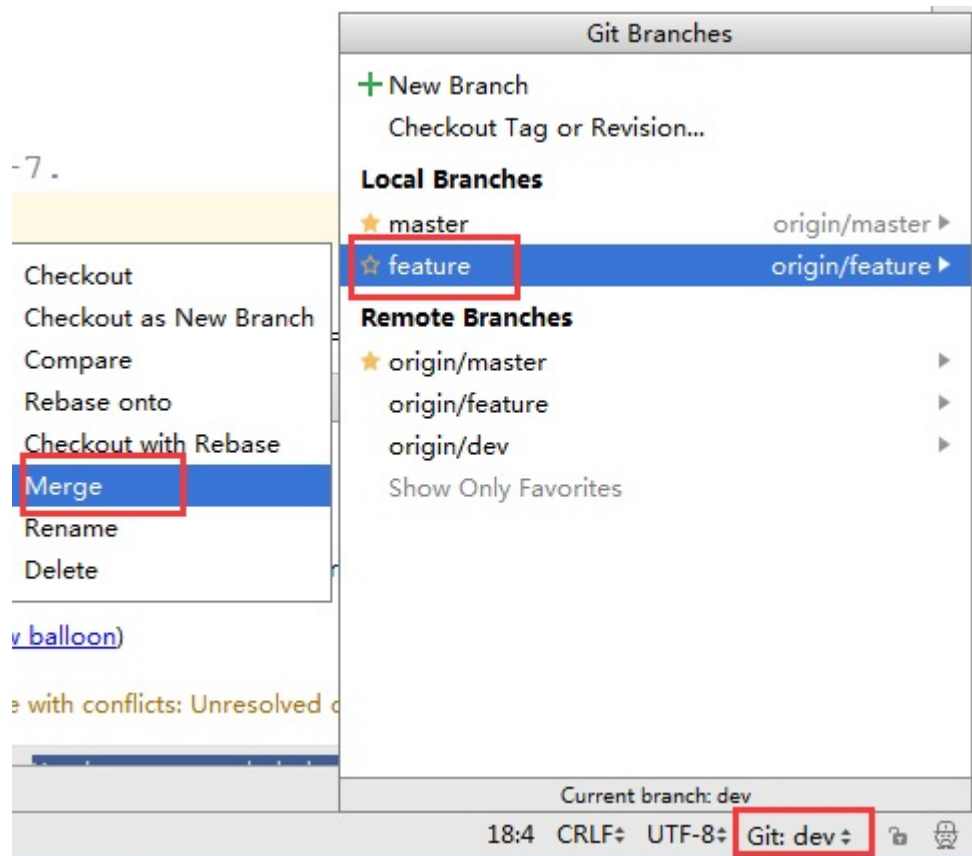 Git Branches
New Branch
Checkout Tag or Revision...
-7.
Local Branches
master origin/master
feature origin/feature
Checkout
Checkout as New Branch
Compare
Rebase onto
Checkout with Rebase
Merge
Rename
Delete
Remote Branches
origin/master
origin/feature
origin/dev
Show Only Favorites
balloon)
with conflicts: Unresolved
Current branch: dev
18:4 CRLF UTF-8 Git: dev